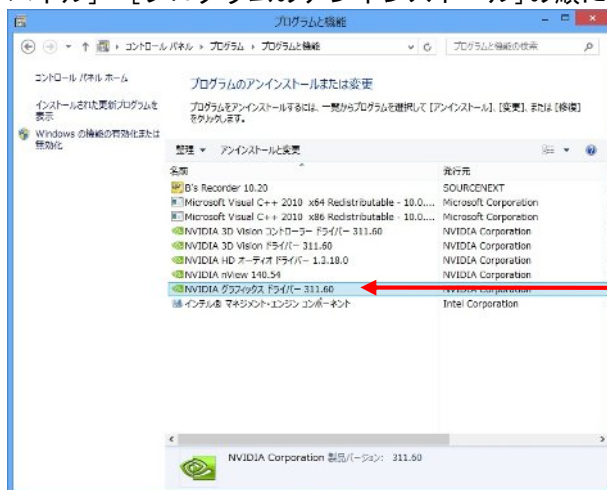 プログラムと機能
コントロール パネル ▸ プログラム ▸ プログラムと機能
プログラムと機能の検索
コントロール パネル ホーム
インストールされた更新プログラムを
表示
Windows の機能の有効化または
無効化
プログラムのアンインストールまたは変更
プログラムをアンインストールするには、一覧からプログラムを選択して [アンインストール]、[変更]、または [修復]
をクリックします。
整理 ▼ アンインストールと変更
名前 発行元
B's Recorder 10.20 SOURCENEXT
Microsoft Visual C++ 2010 x64 Redistributable - 10.0.... Microsoft Corporation
Microsoft Visual C++ 2010 x86 Redistributable - 10.0.... Microsoft Corporation
NVIDIA 3D Vision コントローラー ドライバー 311.60 NVIDIA Corporation
NVIDIA 3D Vision ドライバー 311.60 NVIDIA Corporation
NVIDIA HD オーディオ ドライバー 1.3.18.0 NVIDIA Corporation
NVIDIA nView 140.54 NVIDIA Corporation
NVIDIA グラフィックス ドライバー 311.60 NVIDIA Corporation
インテル® マネジメント・エンジン コンポーネント Intel Corporation
NVIDIA Corporation 製品バージョン: 311.60